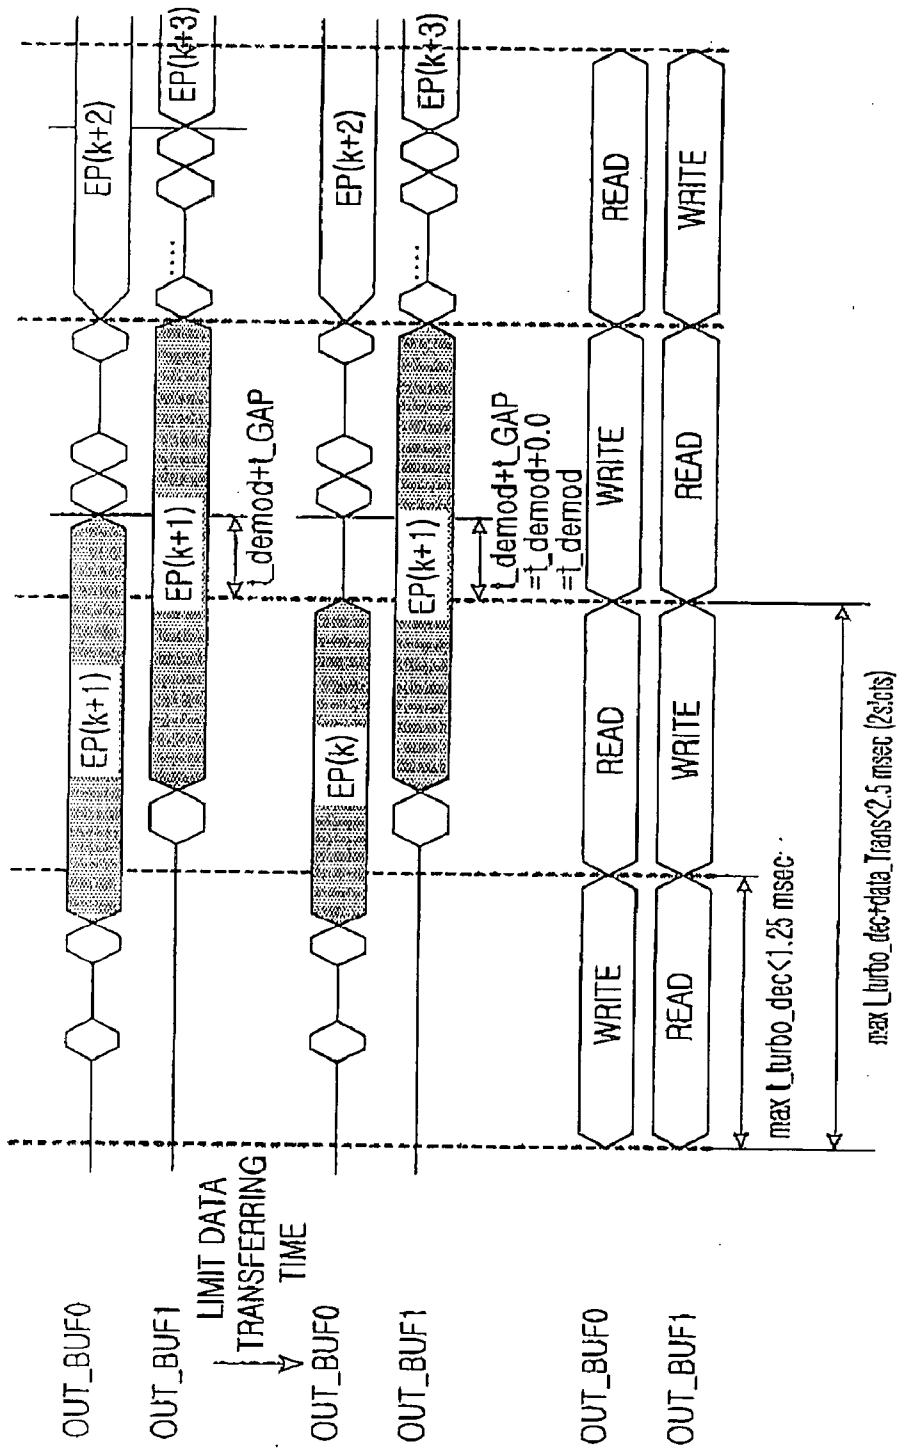 OUT_BUF0
EP(k+1)
EP(k+2)
OUT_BUF1
EP(k+1)
EP(k+3)
t_demod+t_GAP
LIMIT DATA
TRANSFERRING
TIME
OUT_BUF0
EP(k)
EP(k+2)
OUT_BUF1
EP(k+1)
EP(k+3)
t_demod+t_GAP
=t_demod+0.0
=t_demod
OUT_BUF0
WRITE
READ
WRITE
READ
OUT_BUF1
READ
WRITE
READ
WRITE
max t_turbo_dec<1.25 msec
max t_turbo_dec+data_Trans<2.5 msec (2slots)